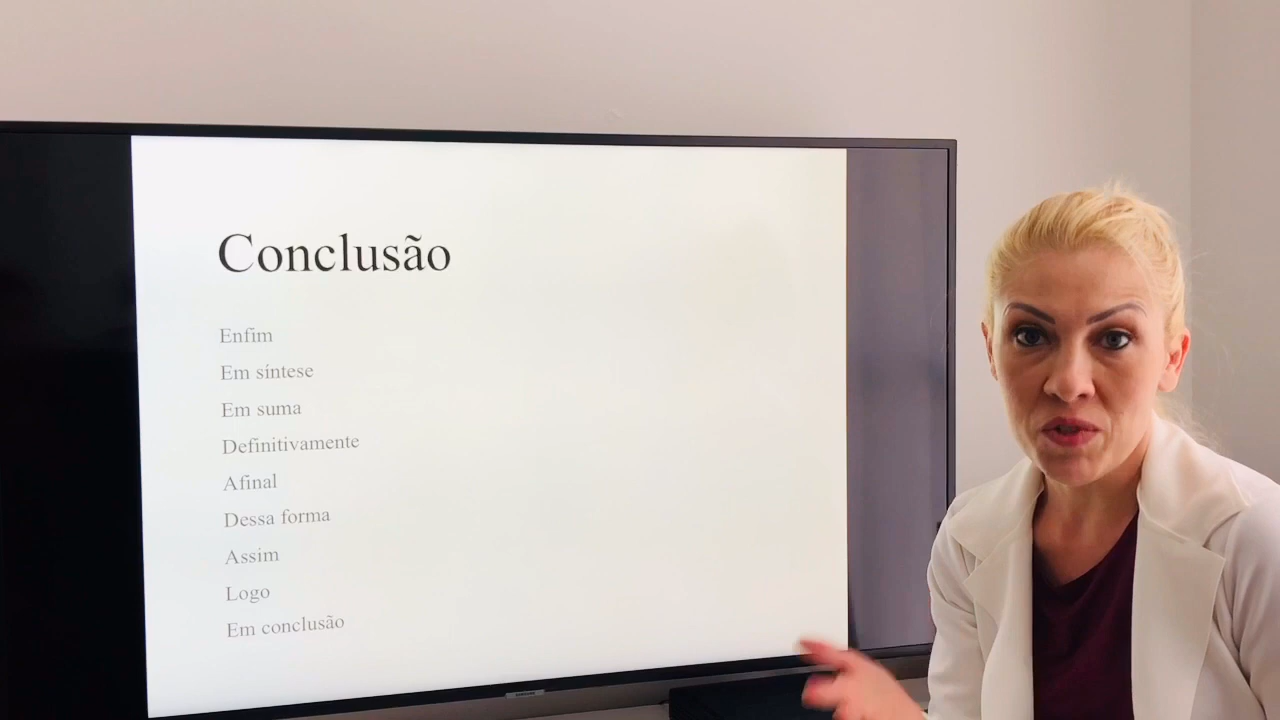 Conclusão
Enfim
Em síntese
Em suma
Definitivamente
Afinal
Dessa forma
Assim
Logo
Em conclusão